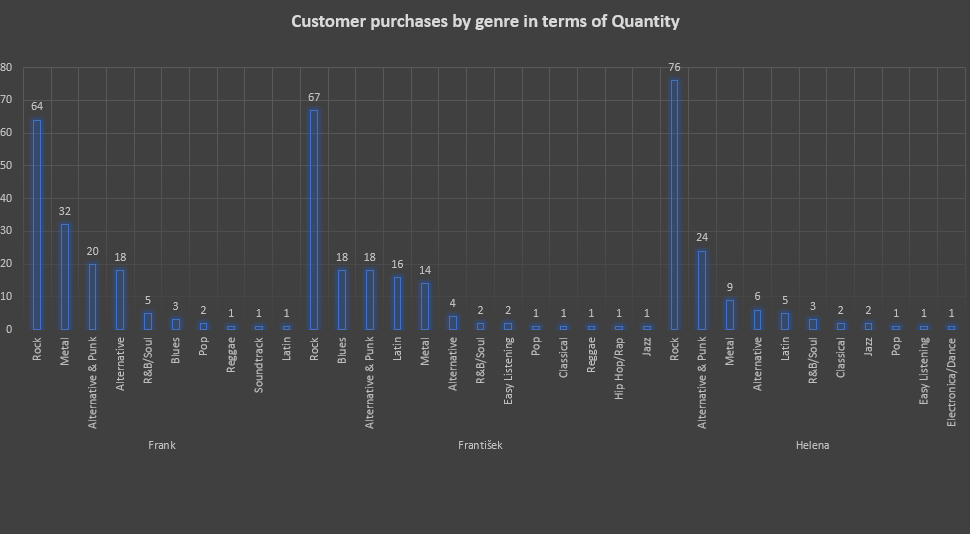 Customer purchases by genre in terms of Quantity
80
70
60
50
40
30
20
10
0
64
32
20
18
5
3
2
1
1
1
67
18
18
16
14
4
2
2
1
1
1
1
1
76
24
9
6
5
3
2
2
1
1
1
Rock
Metal
Alternative & Punk
Alternative
R&B/Soul
Blues
Pop
Reggae
Soundtrack
Latin
Rock
Blues
Alternative & Punk
Latin
Metal
Alternative
R&B/Soul
Easy Listening
Pop
Classical
Reggae
Hip Hop/Rap
Jazz
Rock
Alternative & Punk
Metal
Alternative
Latin
R&B/Soul
Classical
Jazz
Pop
Easy Listening
Electronica/Dance
Frank
František
Helena